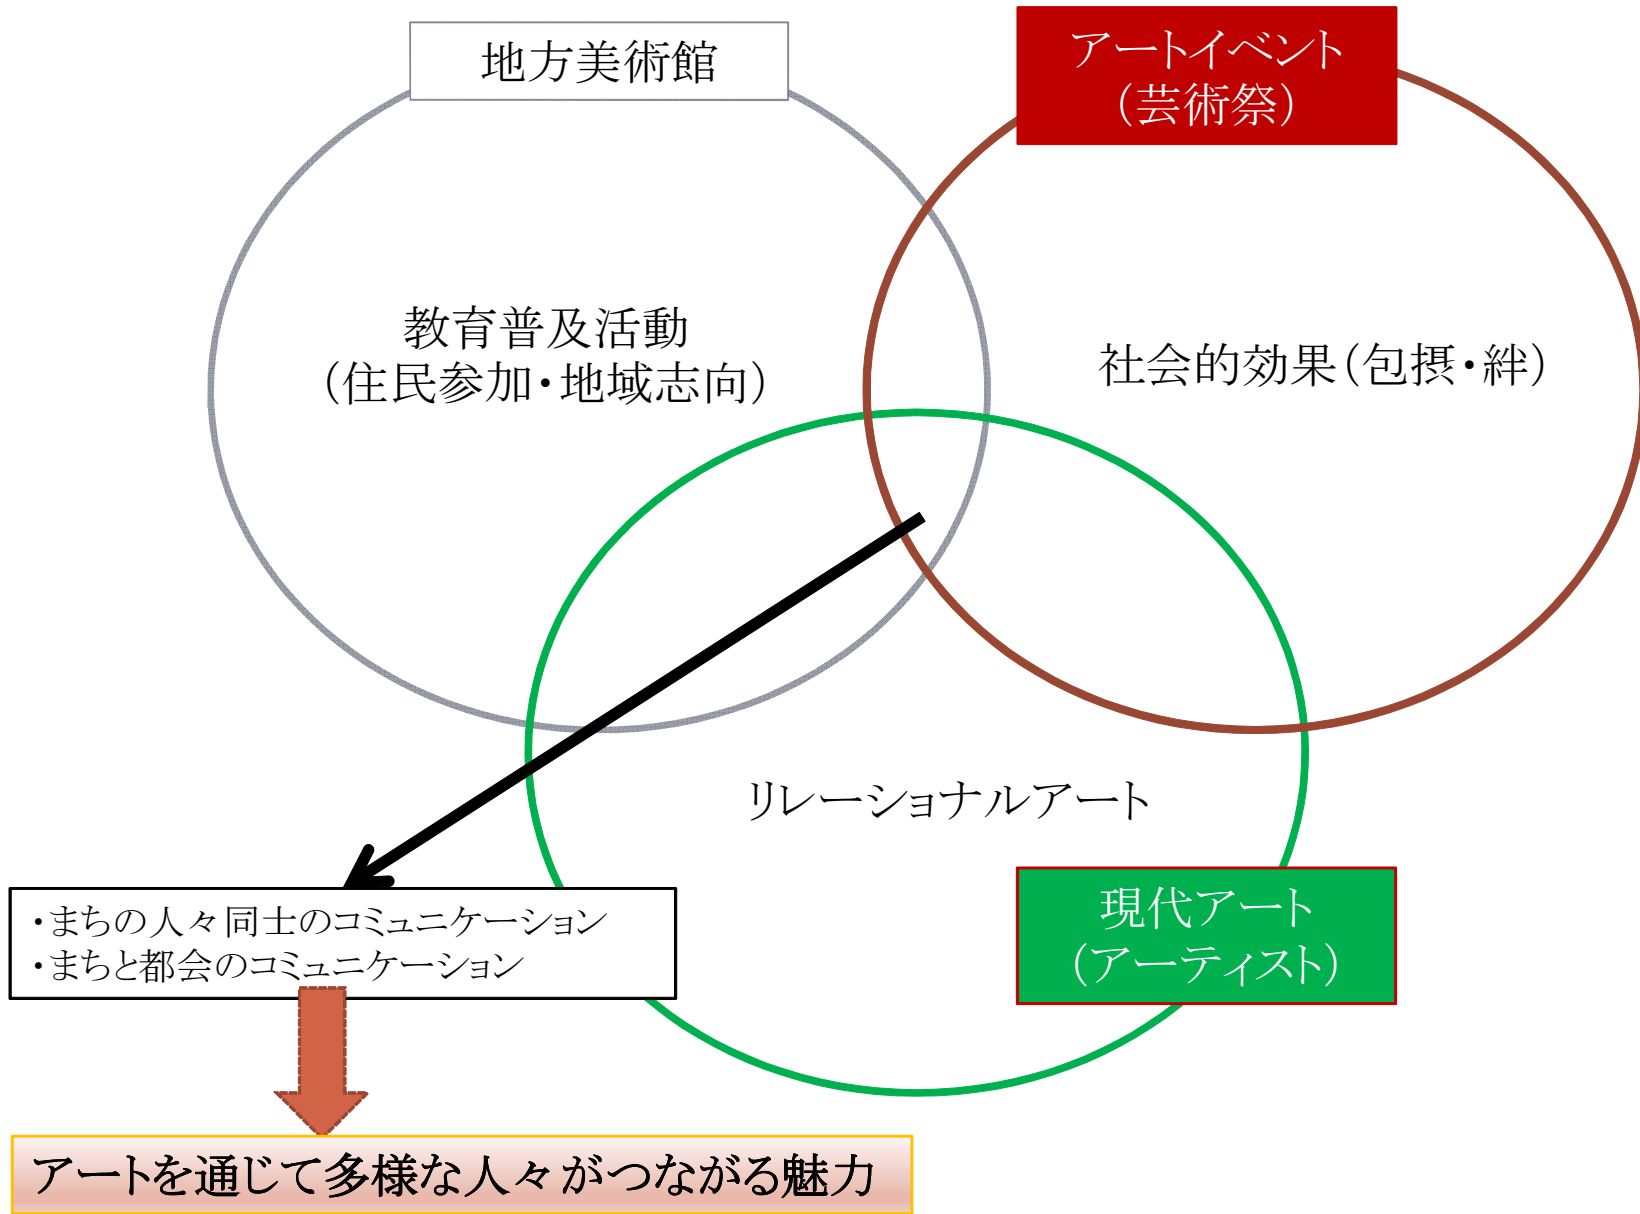 地方美術館
アートイベント
（芸術祭）
教育普及活動
（住民参加・地域志向）
社会的効果（包摂・絆）
リレーショナルアート
現代アート
（アーティスト）
・まちの人々同士のコミュニケーション
・まちと都会のコミュニケーション
アートを通じて多様な人々がつながる魅力